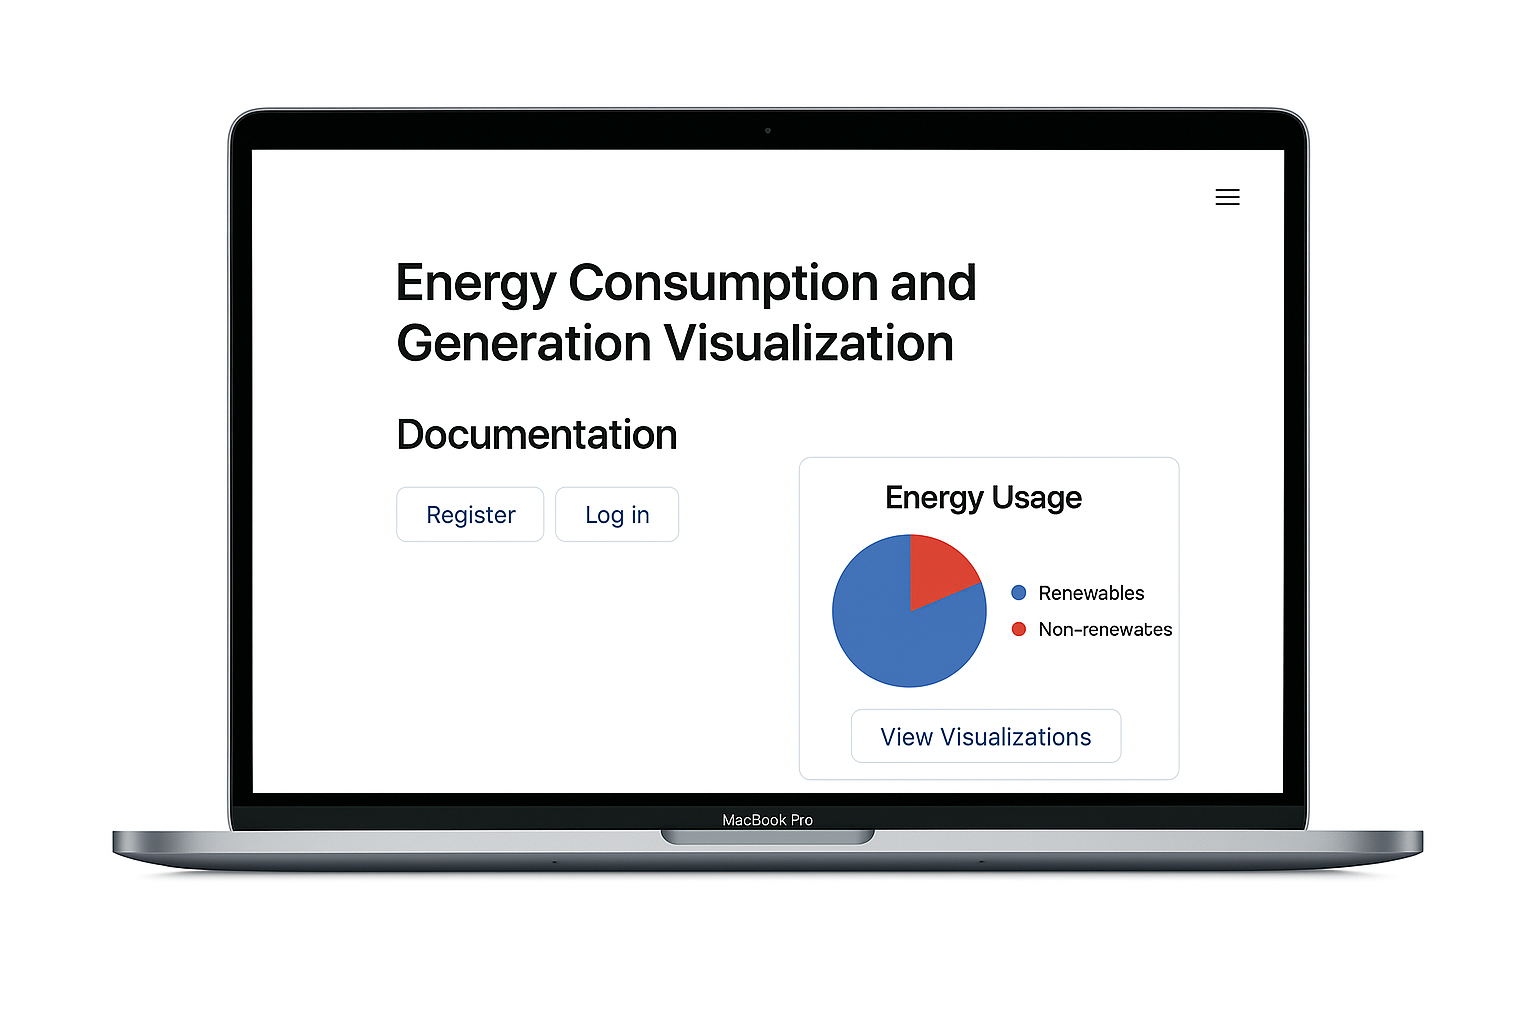 Energy Consumption and
Generation Visualization
Documentation
Register
Log in
Energy Usage
Renewables
Non-renewates
View Visualizations
MacBook Pro